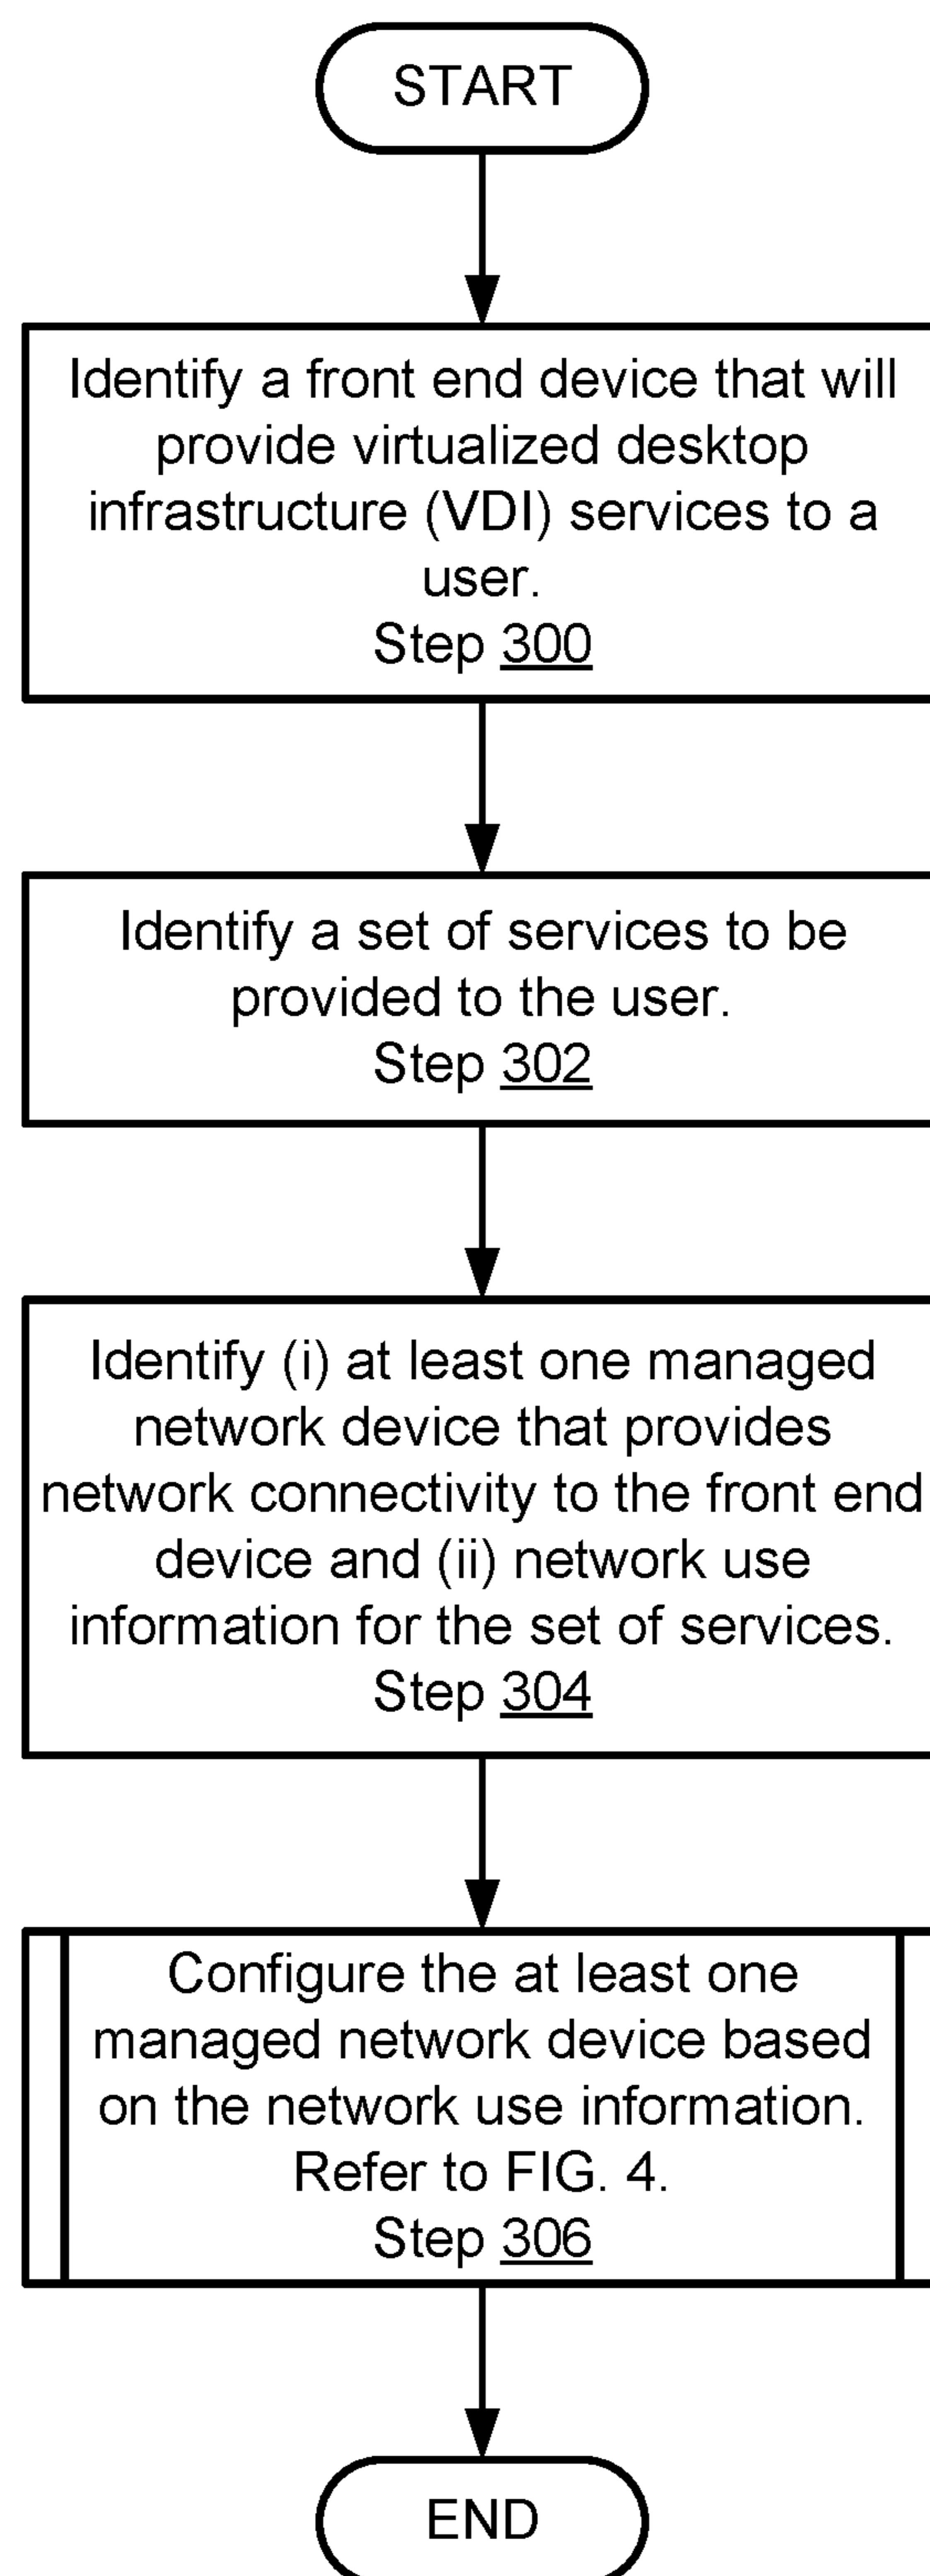 START
Identify a front end device that will
provide virtualized desktop
infrastructure (VDI) services to a
user.
Step 300
Identify a set of services to be
provided to the user.
Step 302
Identify (i) at least one managed
network device that provides
network connectivity to the front end
device and (ii) network use
information for the set of services.
Step 304
Configure the at least one
managed network device based
on the network use information.
Refer to FIG. 4.
Step 306
END